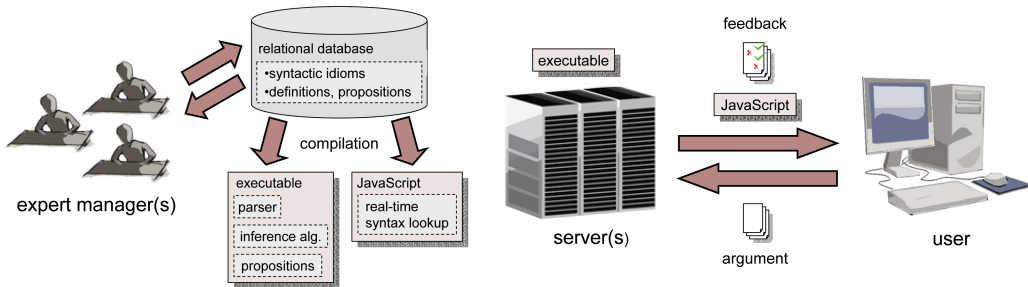 relational database
•syntactic idioms
•definitions, propositions
expert manager(s)
compilation
executable
parser
inference alg.
propositions
JavaScript
real-time
syntax lookup
executable
server(s)
feedback
JavaScript
argument
user